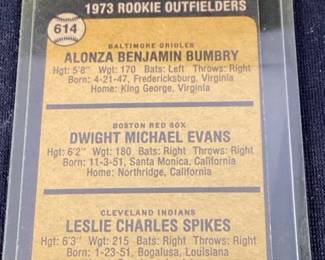 1973 ROOKIE OUTFIELDERS
614
BALTIMORE ORIOLES
ALONZA BENJAMIN BUMBRY
Hgt: 5'8" Wgt: 170 Bats: Left Throws: Right
Born: 4-21-47, Fredericksburg, Virginia
Home: King George, Virginia
BOSTON RED SOX
DWIGHT MICHAEL EVANS
Hgt: 6'2" Wgt: 180 Bats: Right Throws: Right
Born: 11-3-51, Santa Monica, California
Home: Northridge, California
CLEVELAND INDIANS
LESLIE CHARLES SPIKES
Hgt: 6'3" Wgt: 215 Bats: Right Throws: Right
Born: 1-23-51, Bogalusa, Louisiana